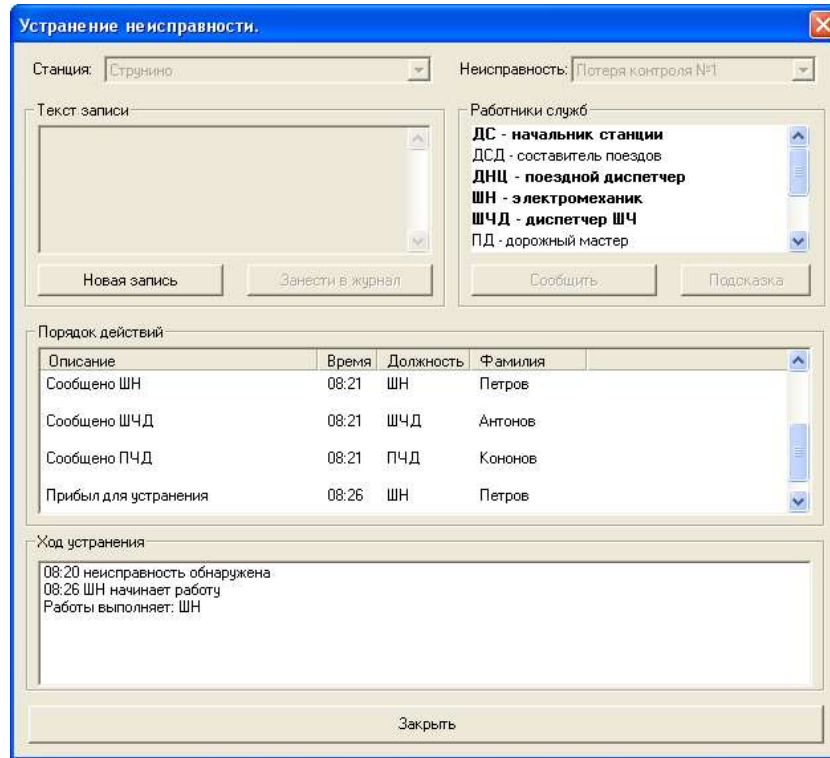 Устранение неисправности.
Станция: Струнино Неисправность: Потеря контроля №1
Текст записи
Работники служб
ДС - начальник станции
ДСД - составитель поездов
ДНЦ - поездной диспетчер
ШН - электромеханик
ШЧД - диспетчер ШЧ
ПД - дорожный мастер
Новая запись Занести в журнал Сообщить Подсказка
Порядок действий
Описание Время Должность Фамилия
Сообщено ШН 08:21 ШН Петров
Сообщено ШЧД 08:21 ШЧД Антонов
Сообщено ПЧД 08:21 ПЧД Кононов
Прибыл для устранения 08:26 ШН Петров
Ход устранения
08:20 неисправность обнаружена
08:26 ШН начинает работу
Работы выполняет: ШН
Закрыть